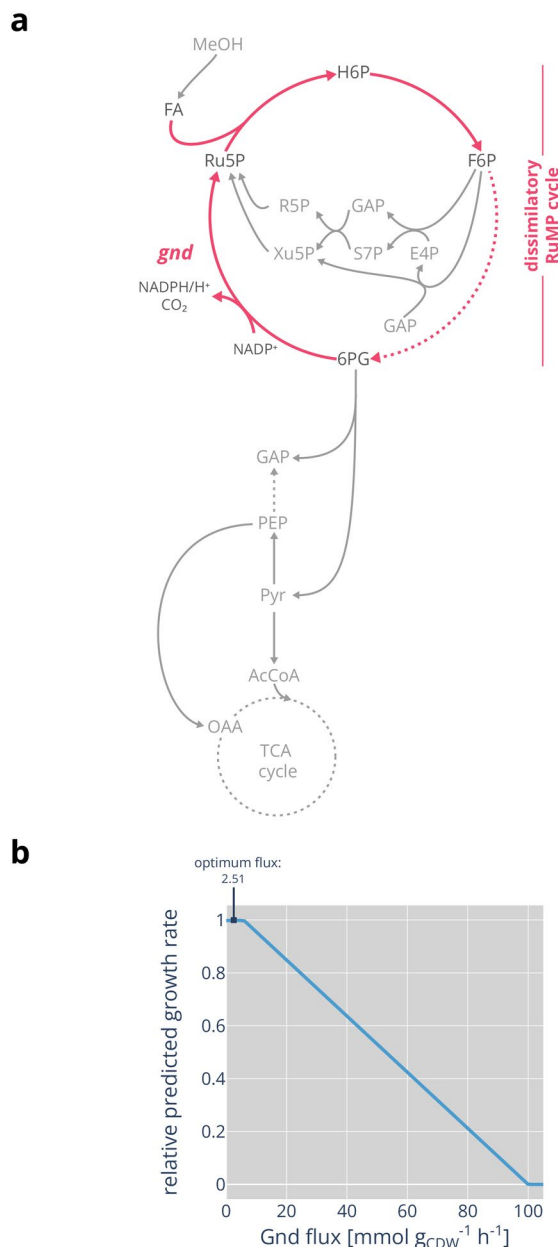 a
MeOH
H6P
FA
Ru5P
F6P
R5P
GAP
gnd
Xu5P
S7P
E4P
NADPH/H⁺
CO₂
GAP
NADP⁺
6PG
dissimilatory
RuMP cycle
GAP
PEP
Pyr
AcCoA
OAA
TCA
cycle
b
optimum flux:
2.51
relative predicted growth rate
1
0.8
0.6
0.4
0.2
0
0 20 40 60 80 100
Gnd flux [mmol g_CDW⁻¹ h⁻¹]